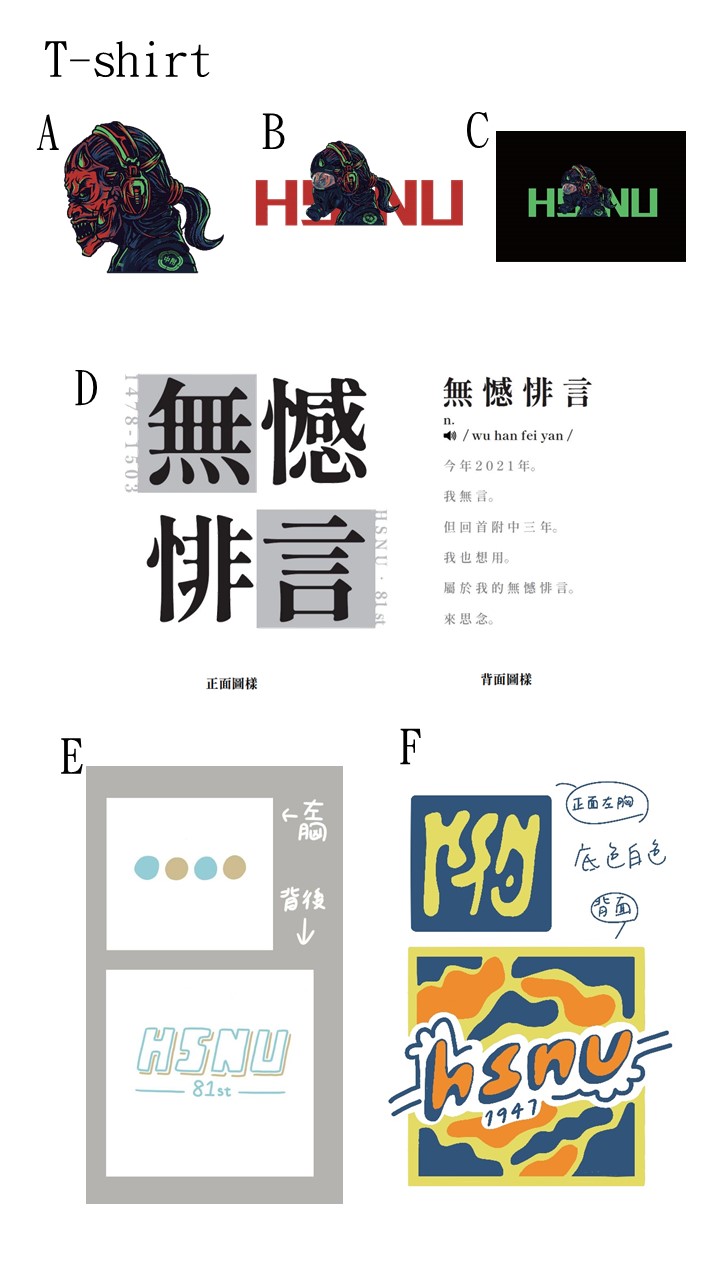 T-shirt
A
B
C
HSNU
HSNU
D
1478-1503
無憾
悱言
HSNU · 81st
正面圖樣
無憾悱言
n.
/ wu han fei yan /
今年2021年。
我無言。
但回首附中三年。
我也想用。
屬於我的無憾悱言。
來思念。
背面圖樣
E
←左胸
背後
↓
HSNU
81st
F
正面左胸
底色白色
背面
附
hsnu
1947